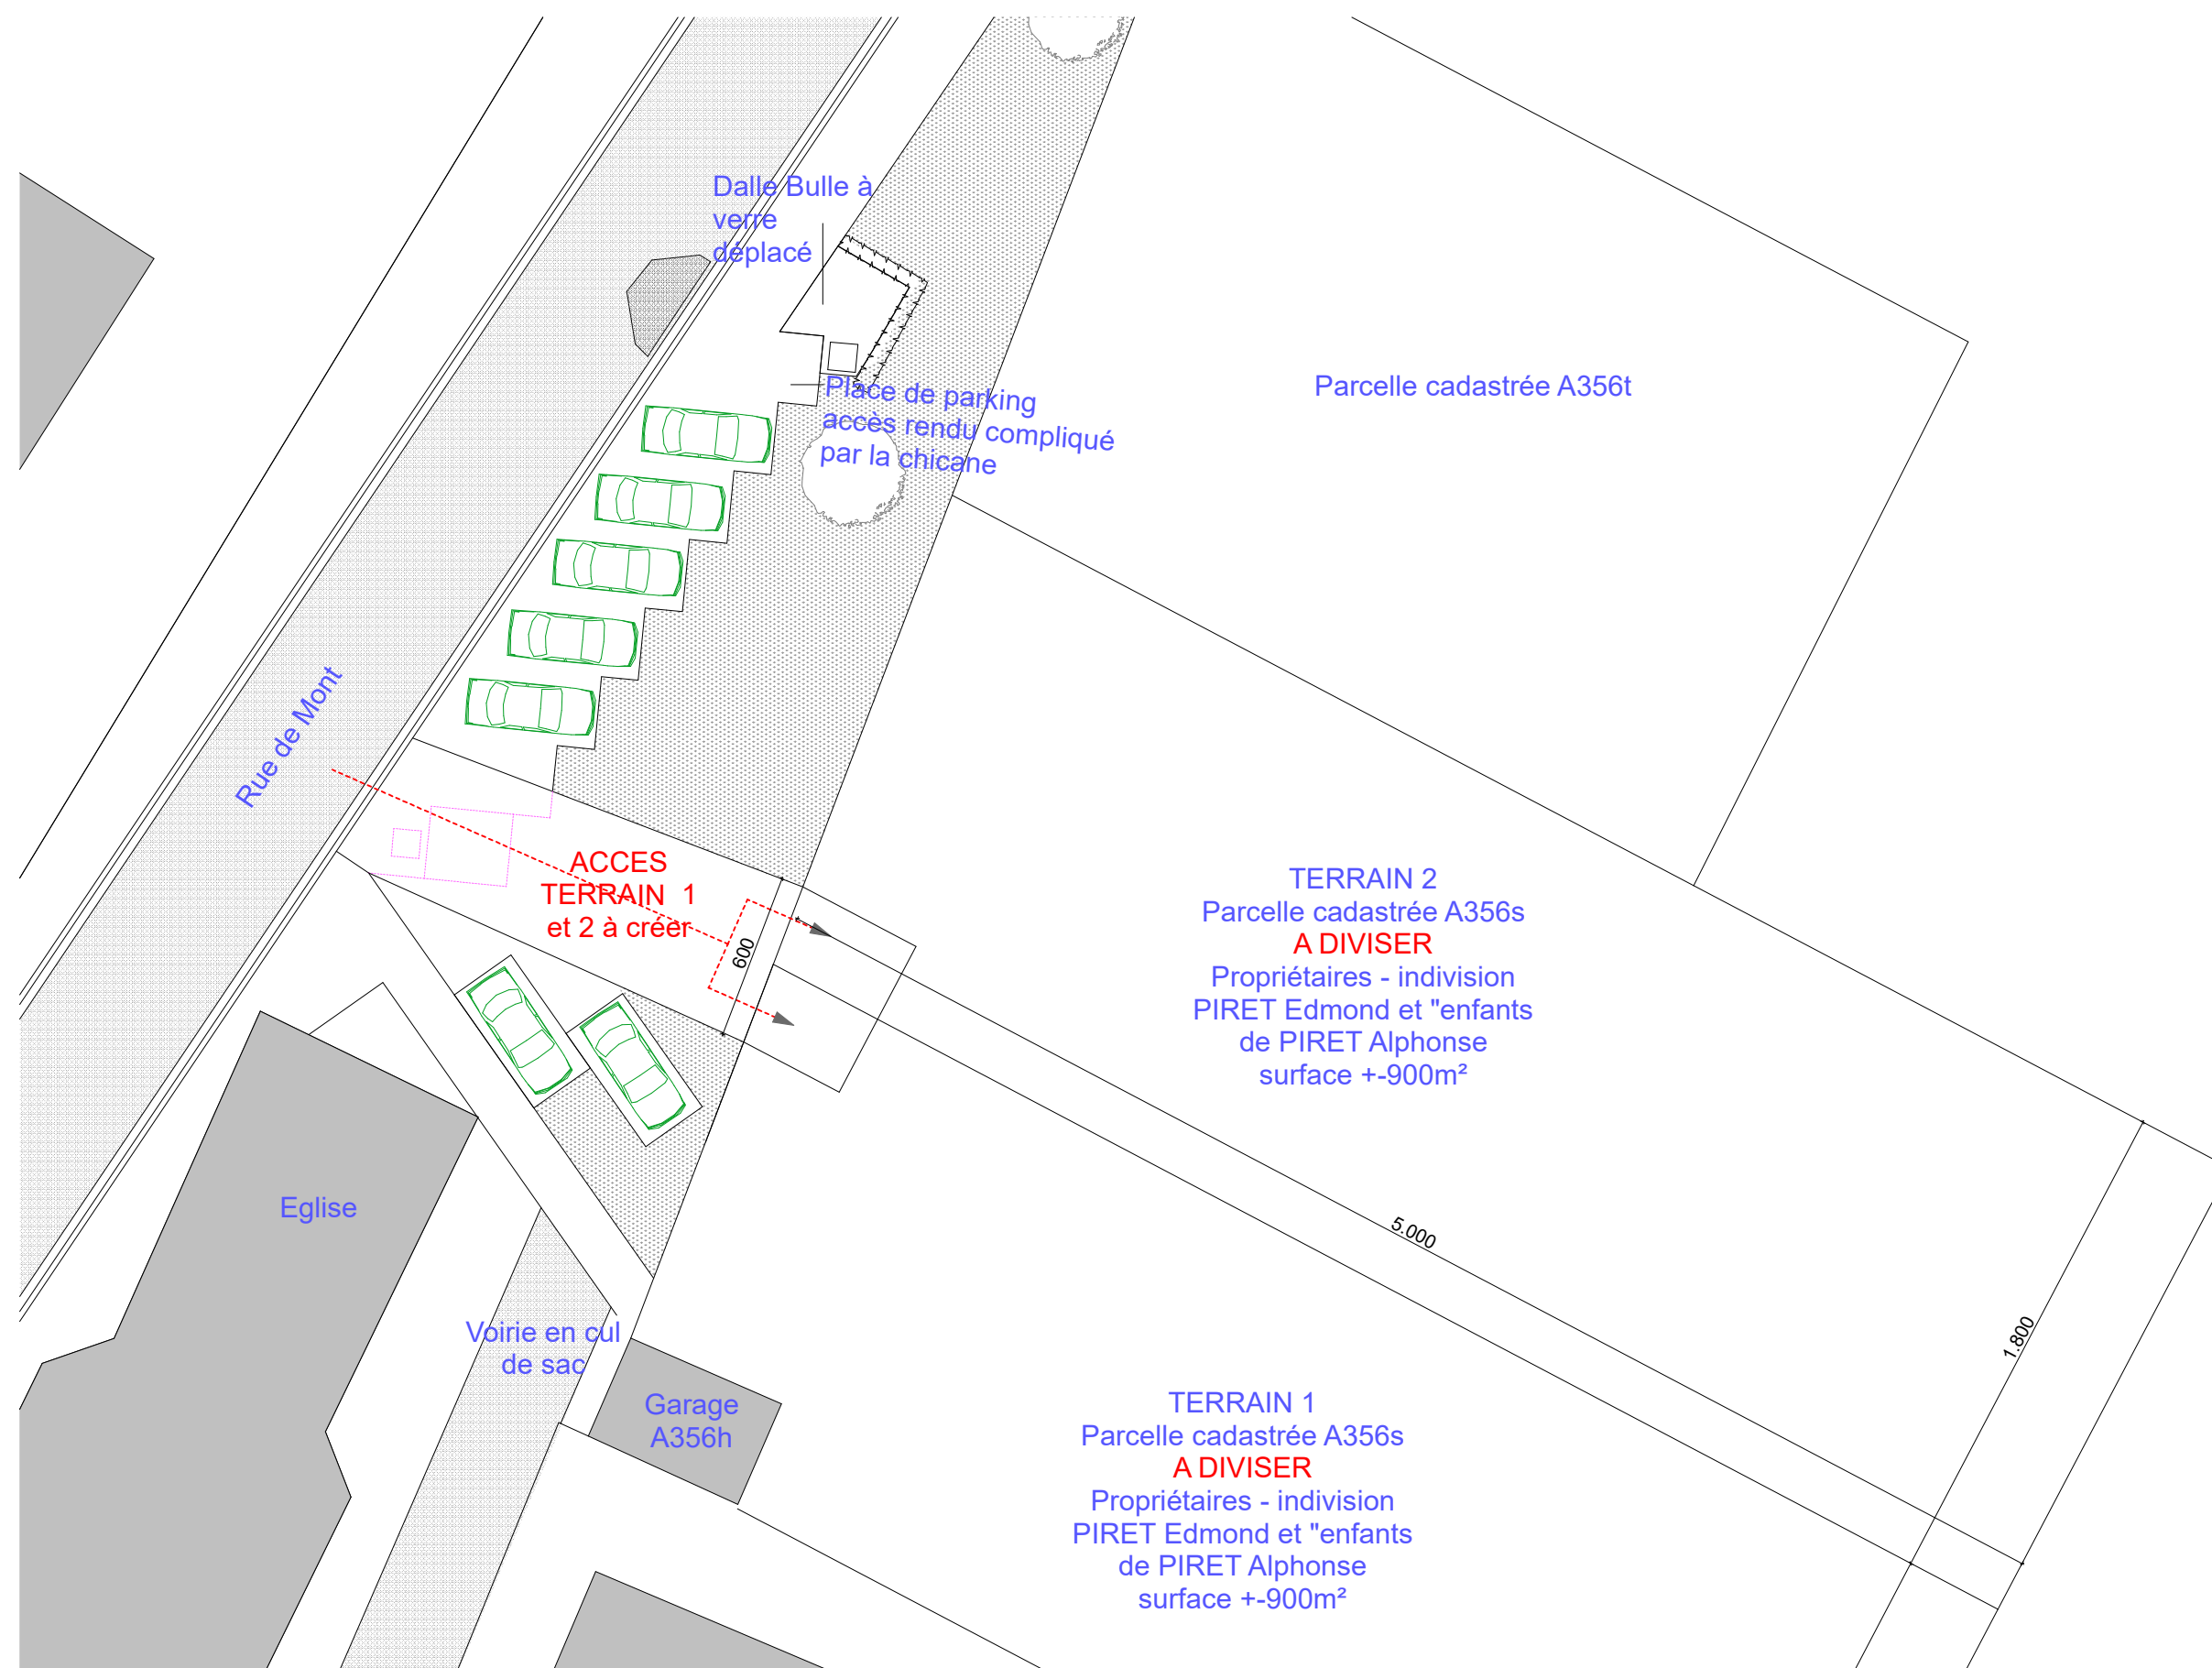 Dalle Bulle à
verre
déplacé
Place de parking
accès rendu compliqué
par la chicane
Parcelle cadastrée A356t
Rue de Mont
ACCES
TERRAIN 1
et 2 à créer
600
TERRAIN 2
Parcelle cadastrée A356s
A DIVISER
Propriétaires - indivision
PIRET Edmond et "enfants
de PIRET Alphonse
surface +-900m²
Eglise
5.000
1.800
Voirie en cul
de sac
Garage
A356h
TERRAIN 1
Parcelle cadastrée A356s
A DIVISER
Propriétaires - indivision
PIRET Edmond et "enfants
de PIRET Alphonse
surface +-900m²